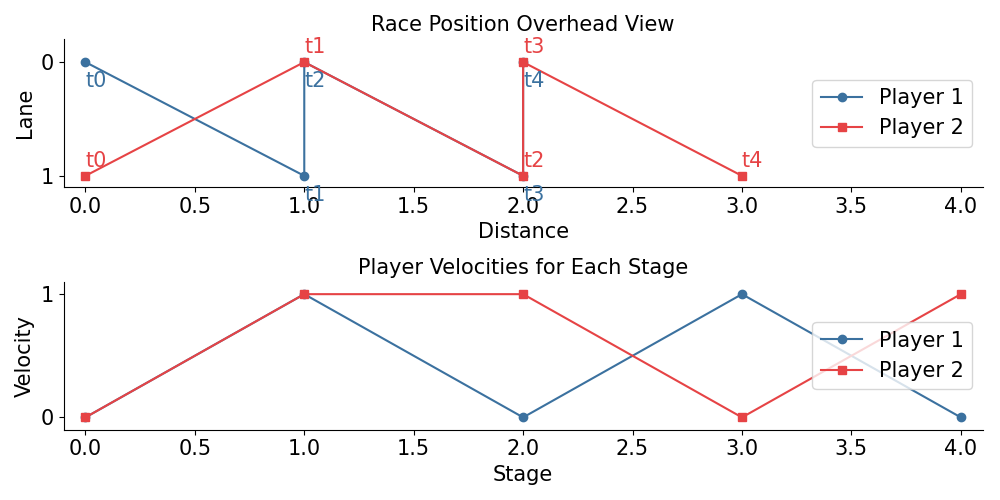 Race Position Overhead View
0
t1
t3
t0
t2
t4
Lane
Player 1
Player 2
t0
t2
t4
1
t1
t3
0.0 0.5 1.0 1.5 2.0 2.5 3.0 3.5 4.0
Distance
Player Velocities for Each Stage
1
Velocity
Player 1
Player 2
0
0.0 0.5 1.0 1.5 2.0 2.5 3.0 3.5 4.0
Stage